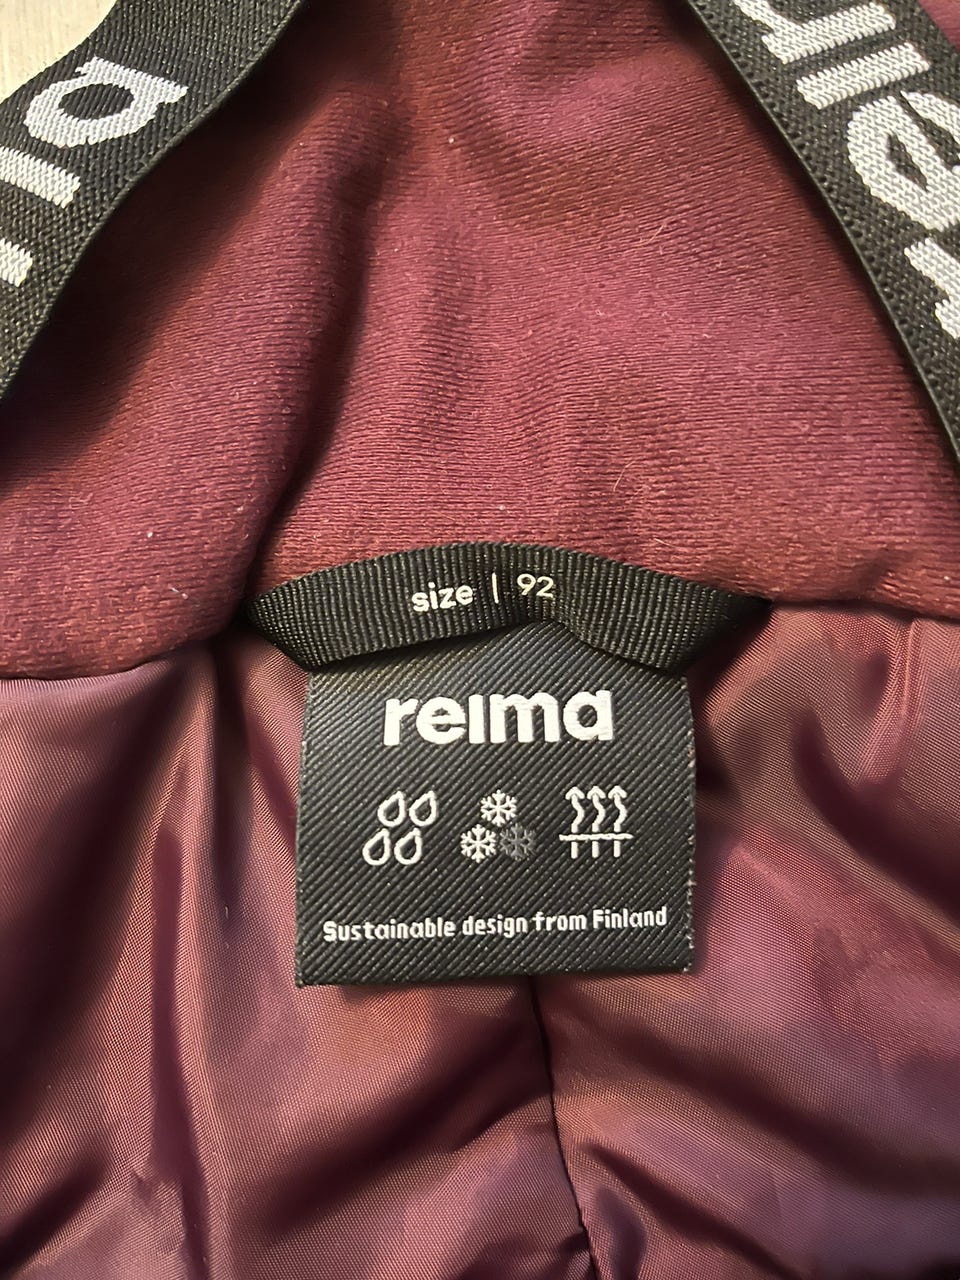 size | 92
reima
Sustainable design from Finland